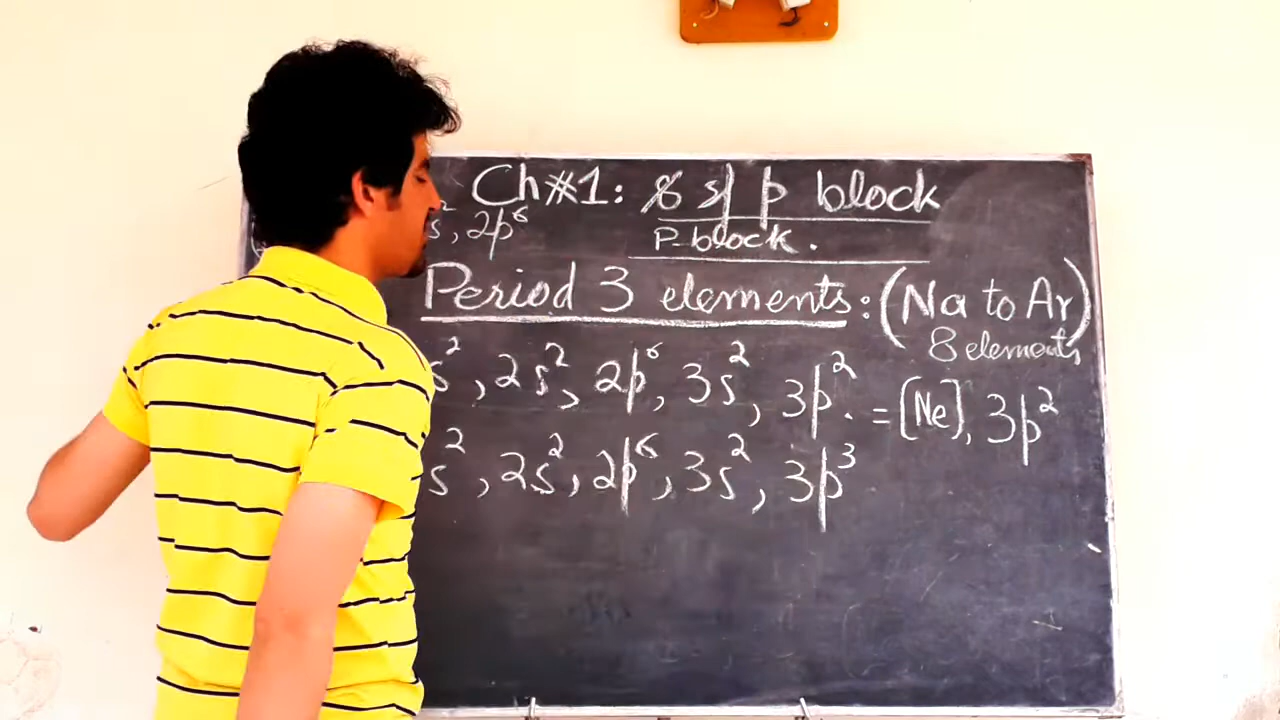 Ch#1: s/p block
s², 2p⁶
P-block.
Period 3 elements: (Na to Ar)
8 elements
s², 2s², 2p⁶, 3s², 3p². = [Ne], 3p²
s², 2s², 2p⁶, 3s², 3p³